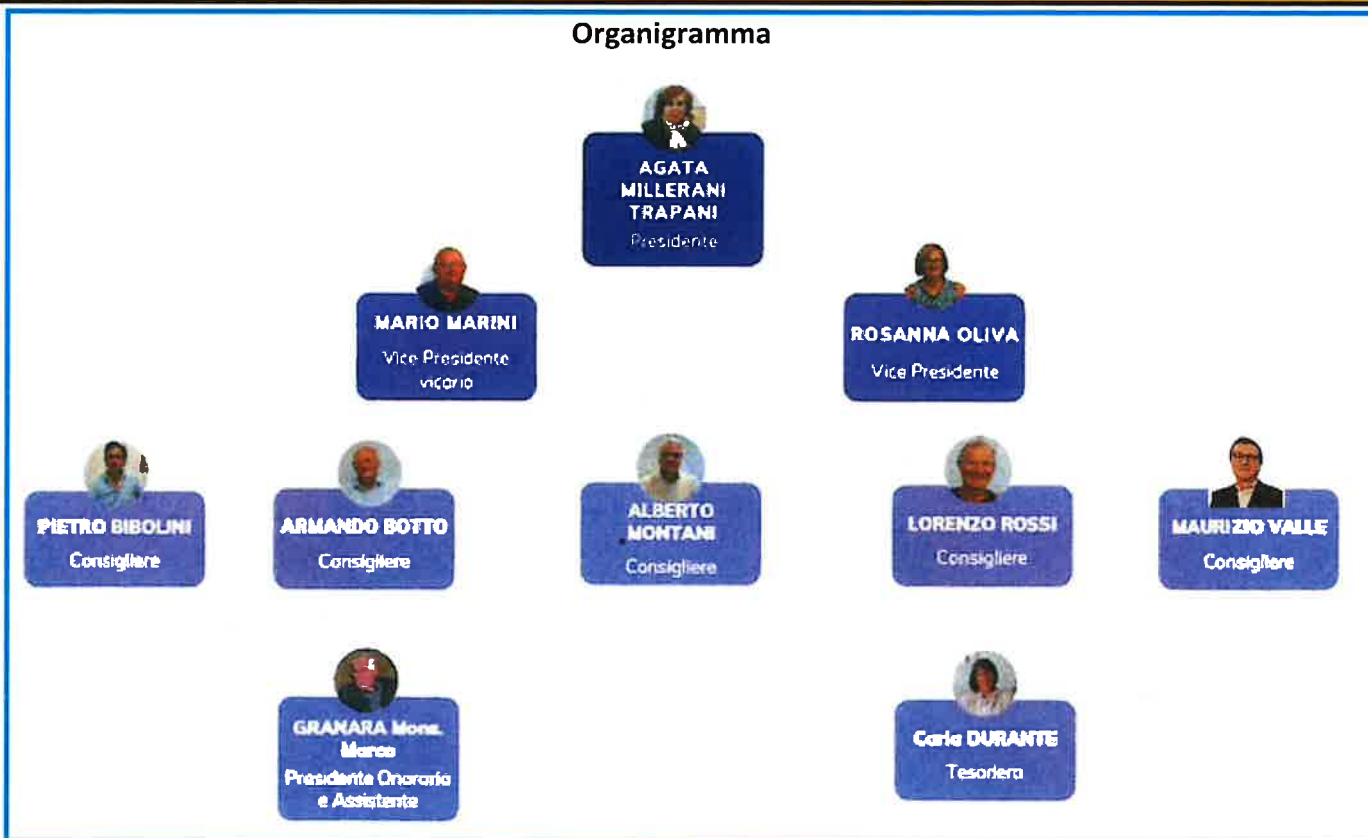 Organigramma
AGATA
MILLERANI
TRAPANI
Presidente
MARIO MARINI
Vice Presidente
vicario
ROSANNA OLIVA
Vice Presidente
PIETRO BIBOLINI
Consigliere
ARMANDO BOTTO
Consigliere
ALBERTO
MONTANI
Consigliere
LORENZO ROSSI
Consigliere
MAURIZIO VALLE
Consigliere
GRANARA Mons.
Marco
Presidente Onorario
e Assistente
Carla DURANTE
Tesoriera